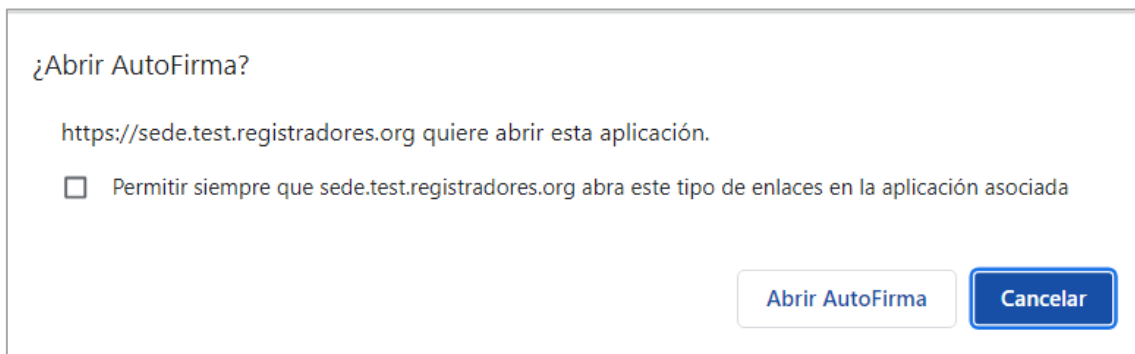 ¿Abrir AutoFirma?
https://sede.test.registradores.org quiere abrir esta aplicación.
Permitir siempre que sede.test.registradores.org abra este tipo de enlaces en la aplicación asociada
Abrir AutoFirma
Cancelar